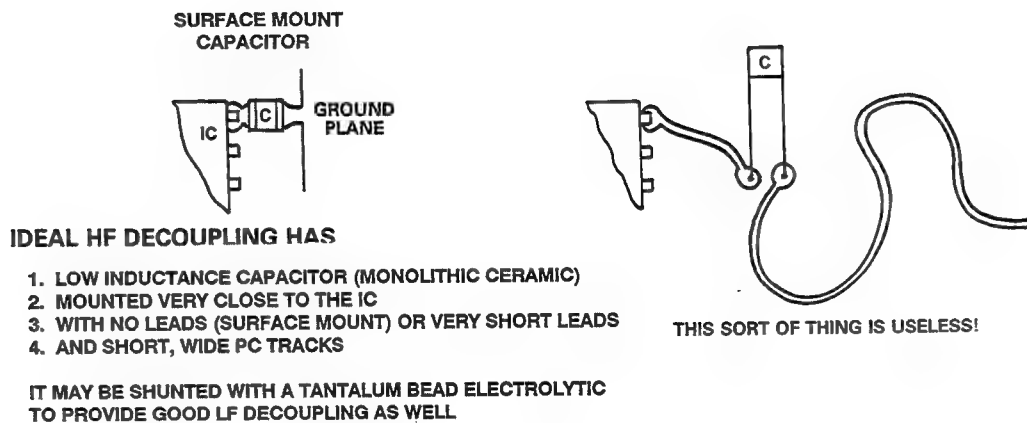 SURFACE MOUNT
CAPACITOR
C
IC
C
GROUND
PLANE
IDEAL HF DECOUPLING HAS
1. LOW INDUCTANCE CAPACITOR (MONOLITHIC CERAMIC)
2. MOUNTED VERY CLOSE TO THE IC
3. WITH NO LEADS (SURFACE MOUNT) OR VERY SHORT LEADS
4. AND SHORT, WIDE PC TRACKS
THIS SORT OF THING IS USELESS!
IT MAY BE SHUNTED WITH A TANTALUM BEAD ELECTROLYTIC
TO PROVIDE GOOD LF DECOUPLING AS WELL